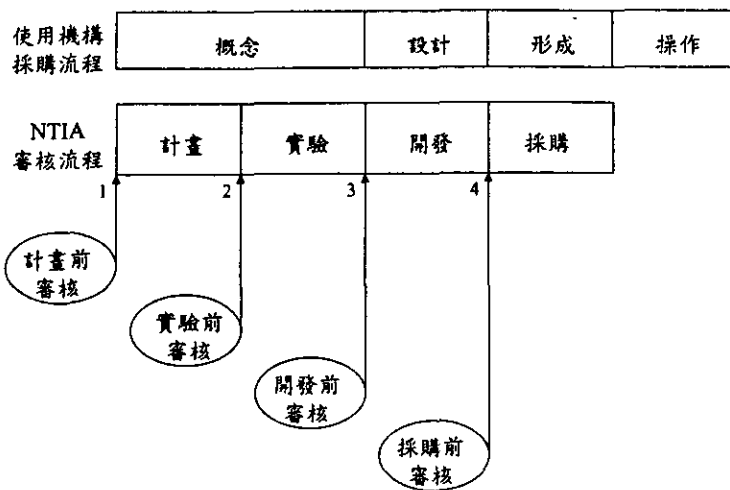 使用機構
採購流程
概念
設計
形成
操作
NTIA
審核流程
計畫
實驗
開發
採購
1
2
3
4
計畫前
審核
實驗前
審核
開發前
審核
採購前
審核